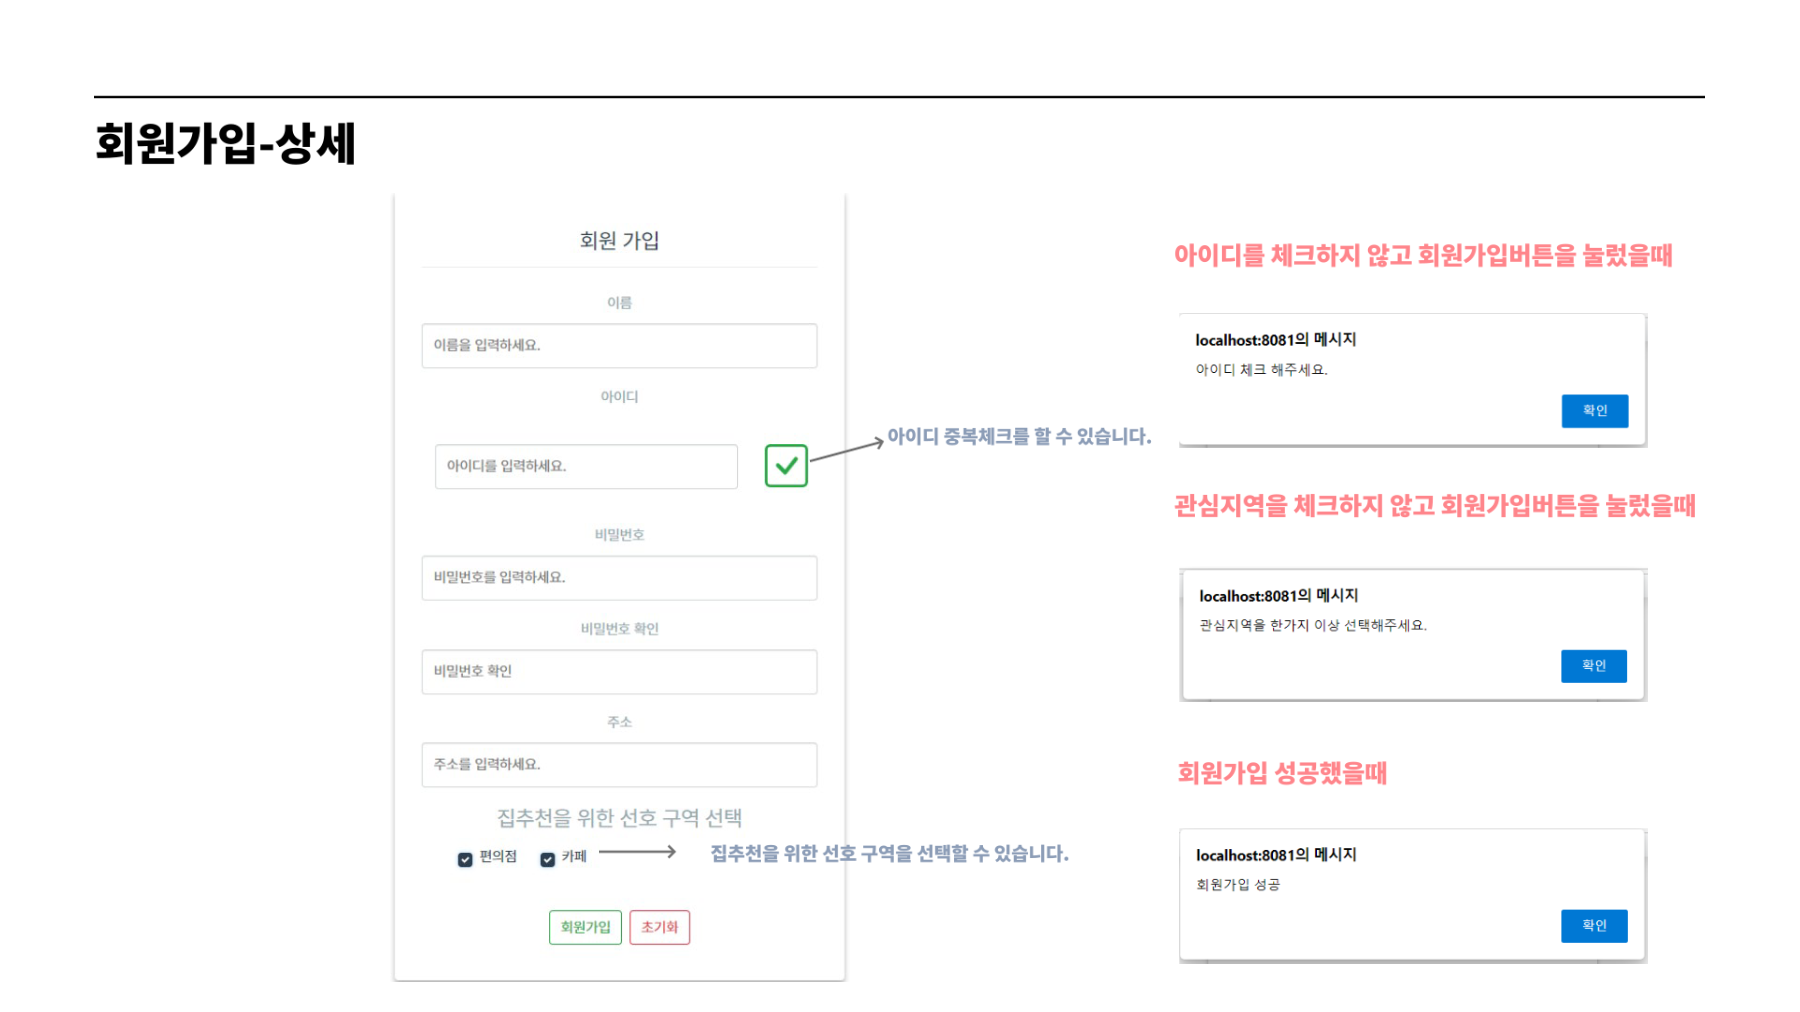 회원가입-상세
회원 가입
이름
이름을 입력하세요.
아이디
아이디를 입력하세요.
아이디 중복체크를 할 수 있습니다.
비밀번호
비밀번호를 입력하세요.
비밀번호 확인
비밀번호 확인
주소
주소를 입력하세요.
집추천을 위한 선호 구역 선택
편의점 카페
집추천을 위한 선호 구역을 선택할 수 있습니다.
회원가입 초기화
아이디를 체크하지 않고 회원가입버튼을 눌렀을때
localhost:8081의 메시지
아이디 체크 해주세요.
확인
관심지역을 체크하지 않고 회원가입버튼을 눌렀을때
localhost:8081의 메시지
관심지역을 한가지 이상 선택해주세요.
확인
회원가입 성공했을때
localhost:8081의 메시지
회원가입 성공
확인